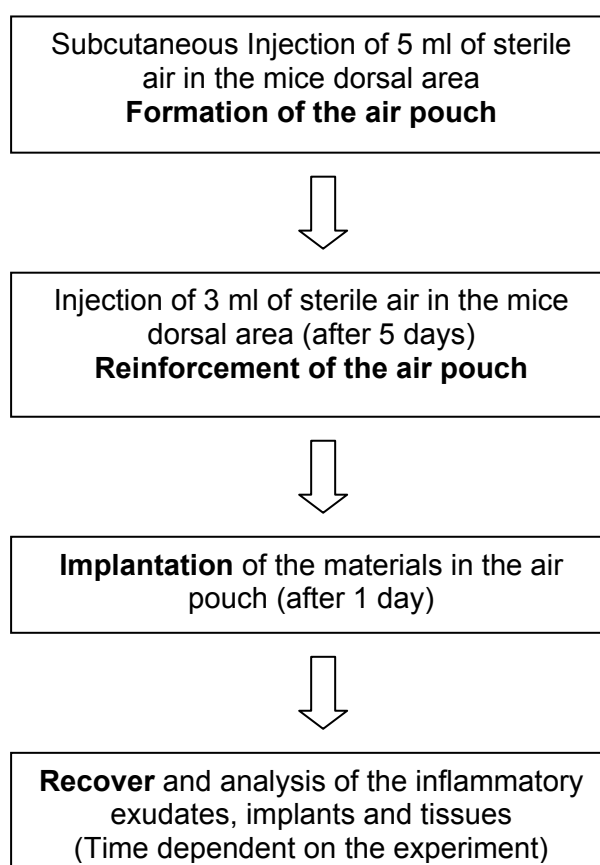 Subcutaneous Injection of 5 ml of sterile
air in the mice dorsal area
Formation of the air pouch
Injection of 3 ml of sterile air in the mice
dorsal area (after 5 days)
Reinforcement of the air pouch
Implantation of the materials in the air
pouch (after 1 day)
Recover and analysis of the inflammatory
exudates, implants and tissues
(Time dependent on the experiment)